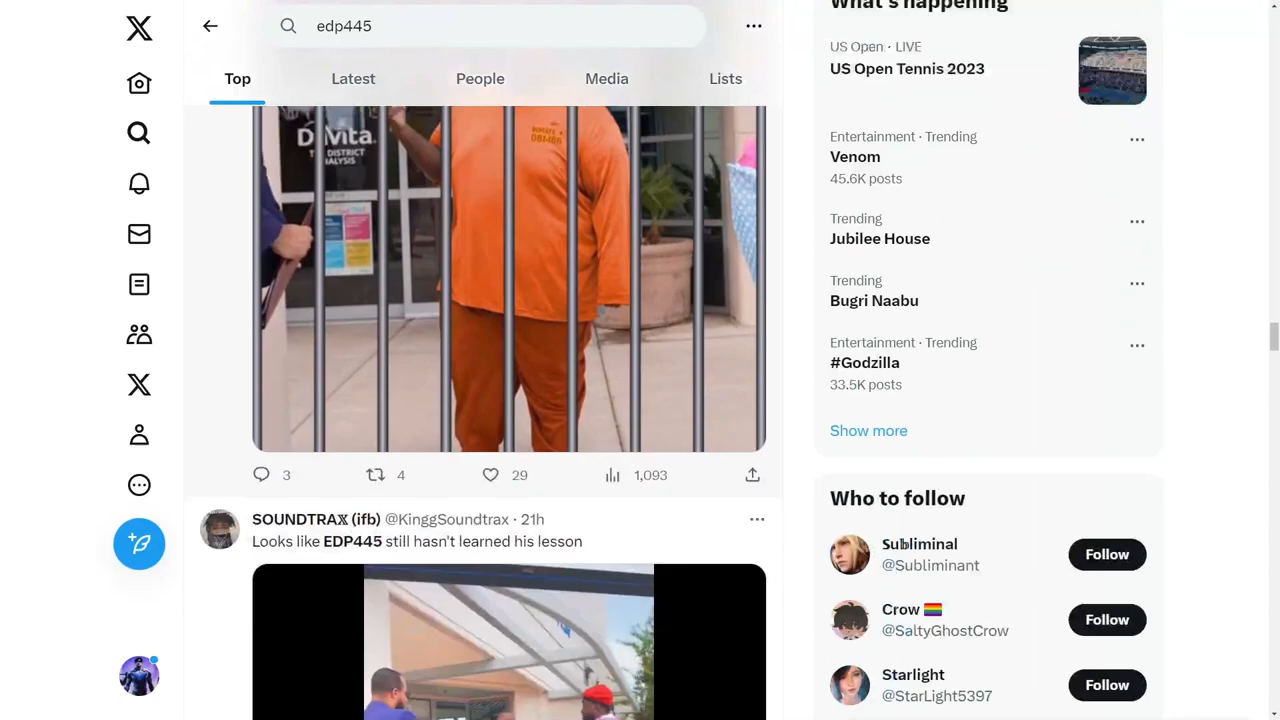 edp445
Top
Latest
People
Media
Lists
DaVita
3
4
29
1,093
SOUNDTRAX (ifb) @KinggSoundtrax · 21h
Looks like EDP445 still hasn't learned his lesson
What's happening
US Open · LIVE
US Open Tennis 2023
Entertainment · Trending
Venom
45.6K posts
Trending
Jubilee House
Trending
Bugri Naabu
Entertainment · Trending
#Godzilla
33.5K posts
Show more
Who to follow
Subliminal
@Subliminant
Follow
Crow
@SaltyGhostCrow
Follow
Starlight
@StarLight5397
Follow